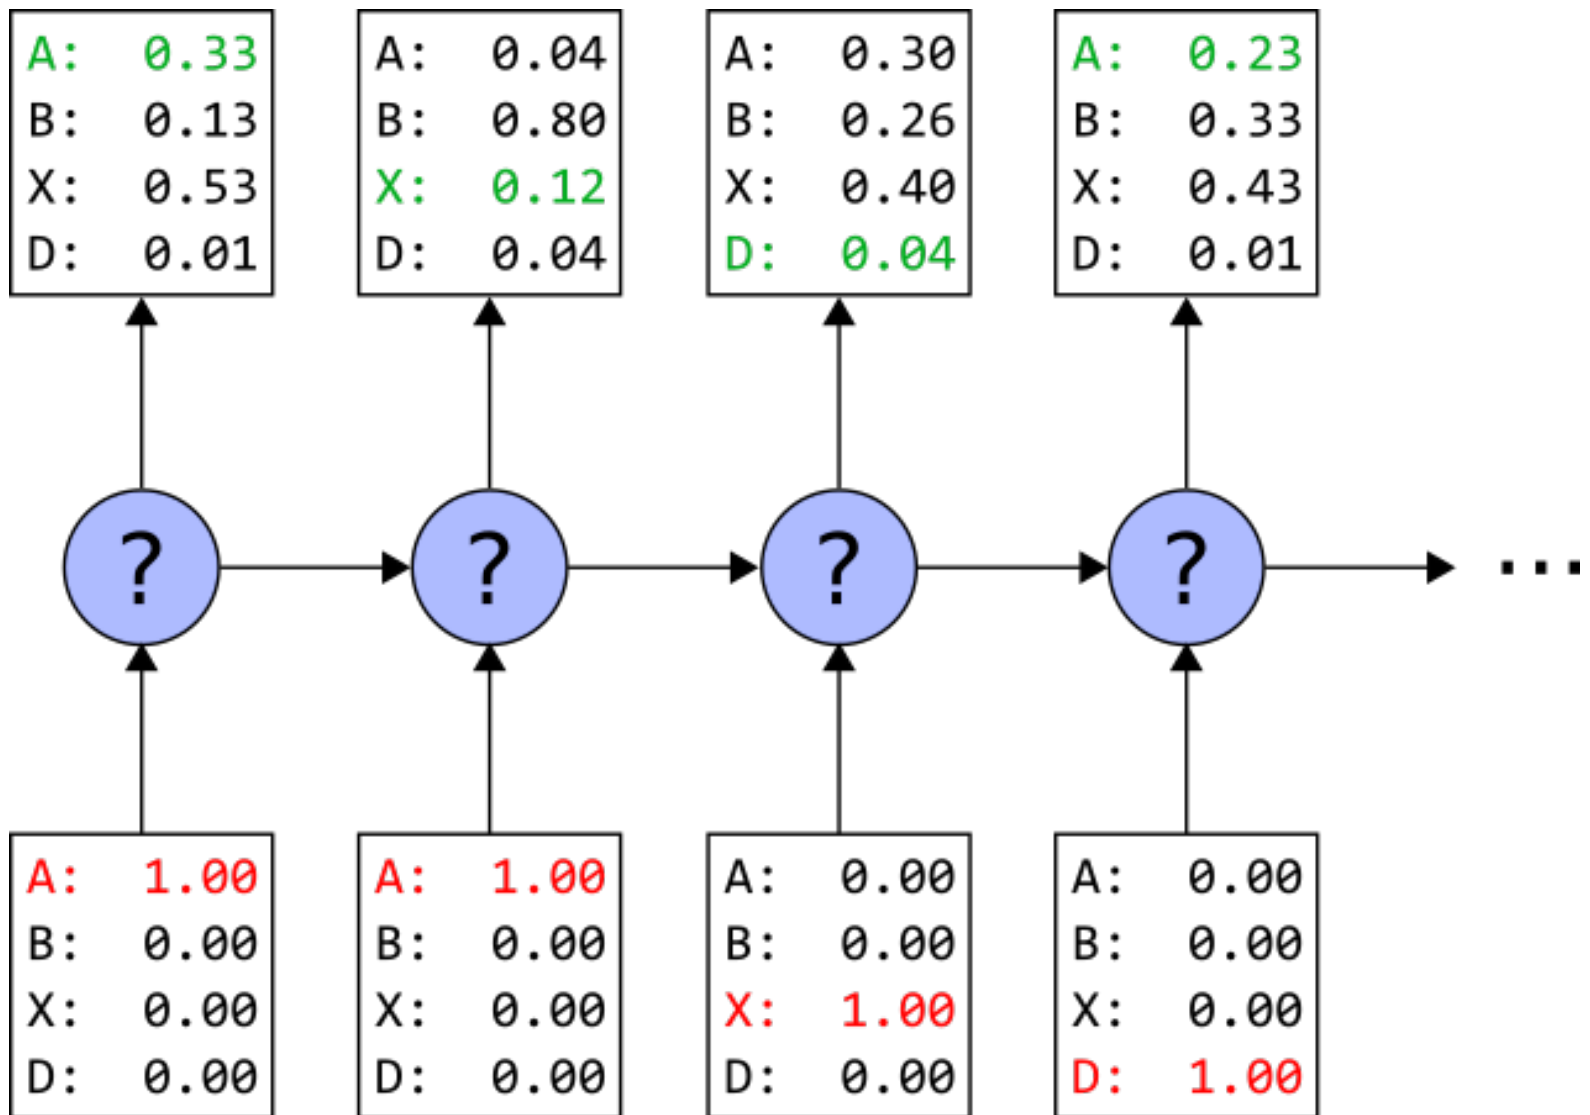 A: 0.33
B: 0.13
X: 0.53
D: 0.01
A: 0.04
B: 0.80
X: 0.12
D: 0.04
A: 0.30
B: 0.26
X: 0.40
D: 0.04
A: 0.23
B: 0.33
X: 0.43
D: 0.01
?
?
?
?
...
A: 1.00
B: 0.00
X: 0.00
D: 0.00
A: 1.00
B: 0.00
X: 0.00
D: 0.00
A: 0.00
B: 0.00
X: 1.00
D: 0.00
A: 0.00
B: 0.00
X: 0.00
D: 1.00